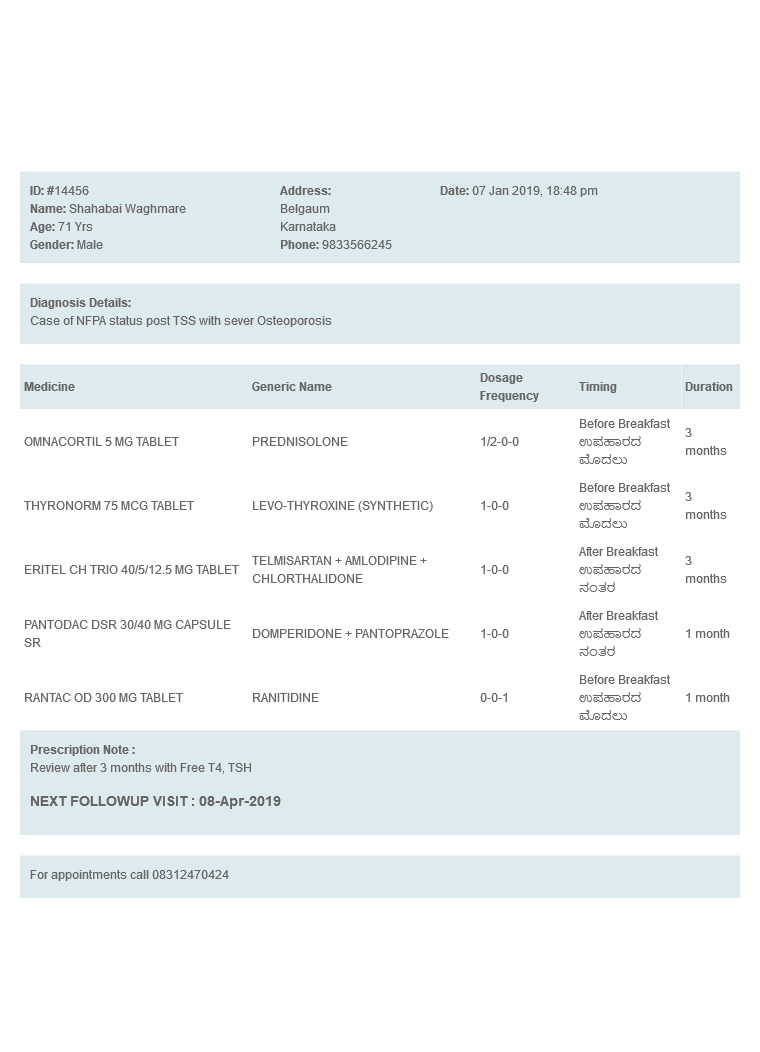 ID: #14456
Name: Shahabai Waghmare
Age: 71 Yrs
Gender: Male
Address:
Belgaum
Karnataka
Phone: 9833566245
Date: 07 Jan 2019, 18:48 pm
Diagnosis Details:
Case of NFPA status post TSS with sever Osteoporosis
Medicine
Generic Name
Dosage
Frequency
Timing
Duration
OMNACORTIL 5 MG TABLET
PREDNISOLONE
1/2-0-0
Before Breakfast
ಉಪಹಾರದ
ಮೊದಲು
3
months
THYRONORM 75 MCG TABLET
LEVO-THYROXINE (SYNTHETIC)
1-0-0
Before Breakfast
ಉಪಹಾರದ
ಮೊದಲು
3
months
ERITEL CH TRIO 40/5/12.5 MG TABLET
TELMISARTAN + AMLODIPINE +
CHLORTHALIDONE
1-0-0
After Breakfast
ಉಪಹಾರದ
ನಂತರ
3
months
PANTODAC DSR 30/40 MG CAPSULE
SR
DOMPERIDONE + PANTOPRAZOLE
1-0-0
After Breakfast
ಉಪಹಾರದ
ನಂತರ
1 month
RANTAC OD 300 MG TABLET
RANITIDINE
0-0-1
Before Breakfast
ಉಪಹಾರದ
ಮೊದಲು
1 month
Prescription Note :
Review after 3 months with Free T4, TSH
NEXT FOLLOWUP VISIT : 08-Apr-2019
For appointments call 08312470424